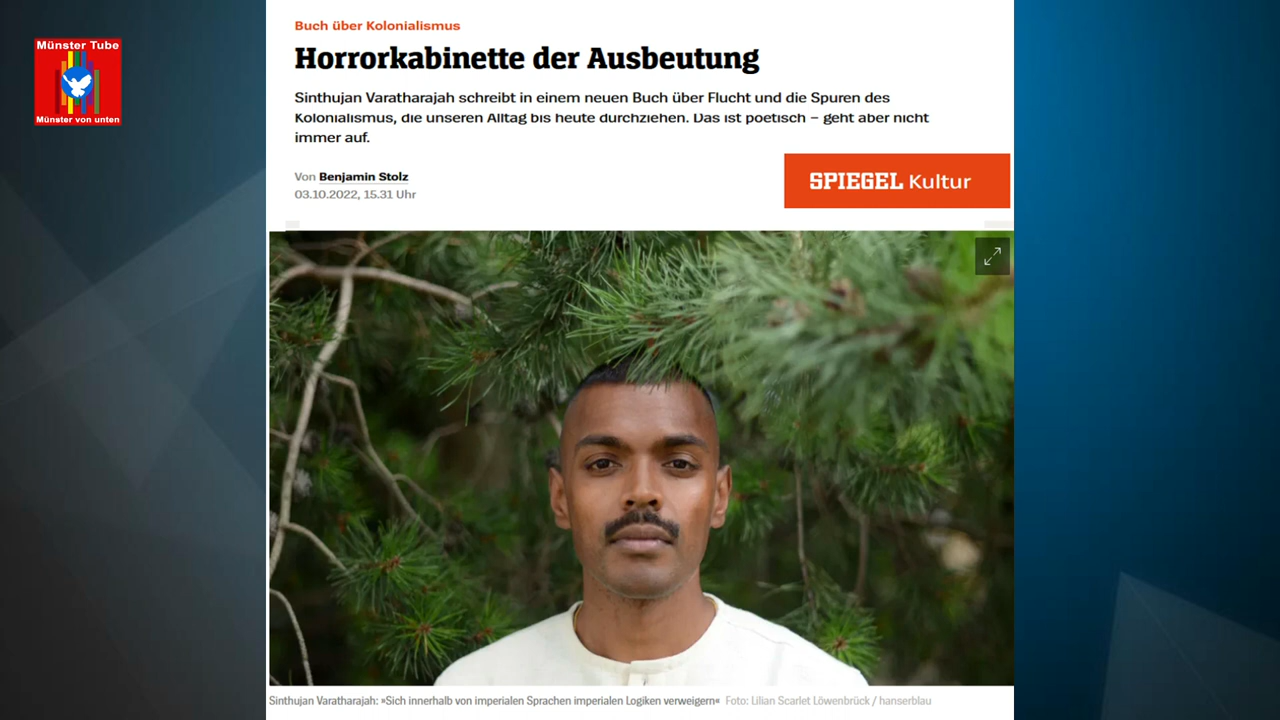 Münster Tube
Münster von unten
Buch über Kolonialismus
Horrorkabinette der Ausbeutung
Sinthujan Varatharajah schreibt in einem neuen Buch über Flucht und die Spuren des
Kolonialismus, die unseren Alltag bis heute durchziehen. Das ist poetisch – geht aber nicht
immer auf.
Von Benjamin Stolz
03.10.2022, 15.31 Uhr
SPIEGEL Kultur
Sinthujan Varatharajah: »Sich innerhalb von imperialen Sprachen imperialen Logiken verweigern« Foto: Lilian Scarlet Löwenbrück / hanserblau